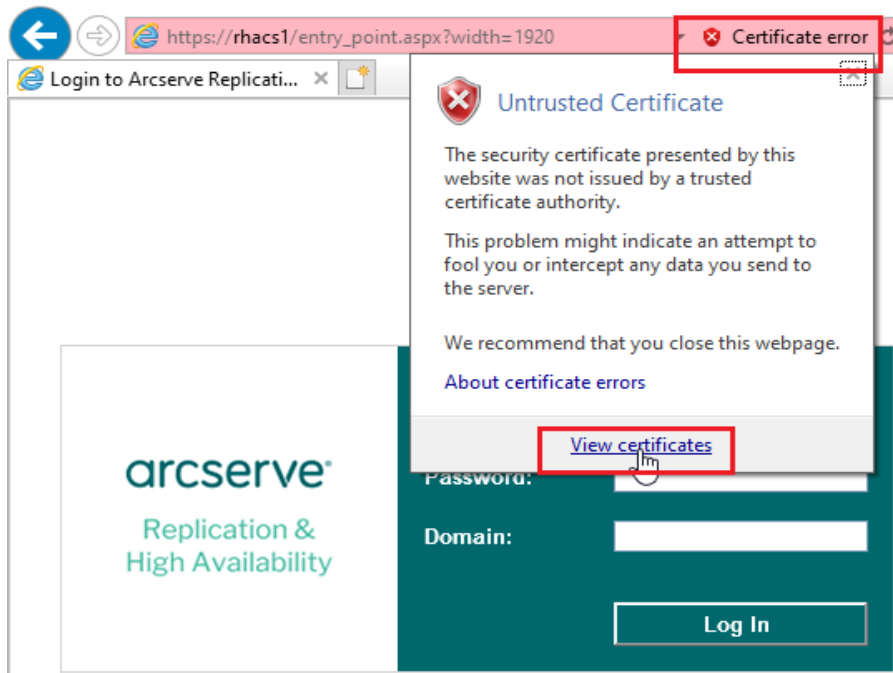 https://rhacs1/entry_point.aspx?width=1920
Certificate error
Login to Arcserve Replicati...
Untrusted Certificate
The security certificate presented by this
website was not issued by a trusted
certificate authority.
This problem might indicate an attempt to
fool you or intercept any data you send to
the server.
We recommend that you close this webpage.
About certificate errors
View certificates
arcserve®
Replication &
High Availability
Password:
Domain:
Log In